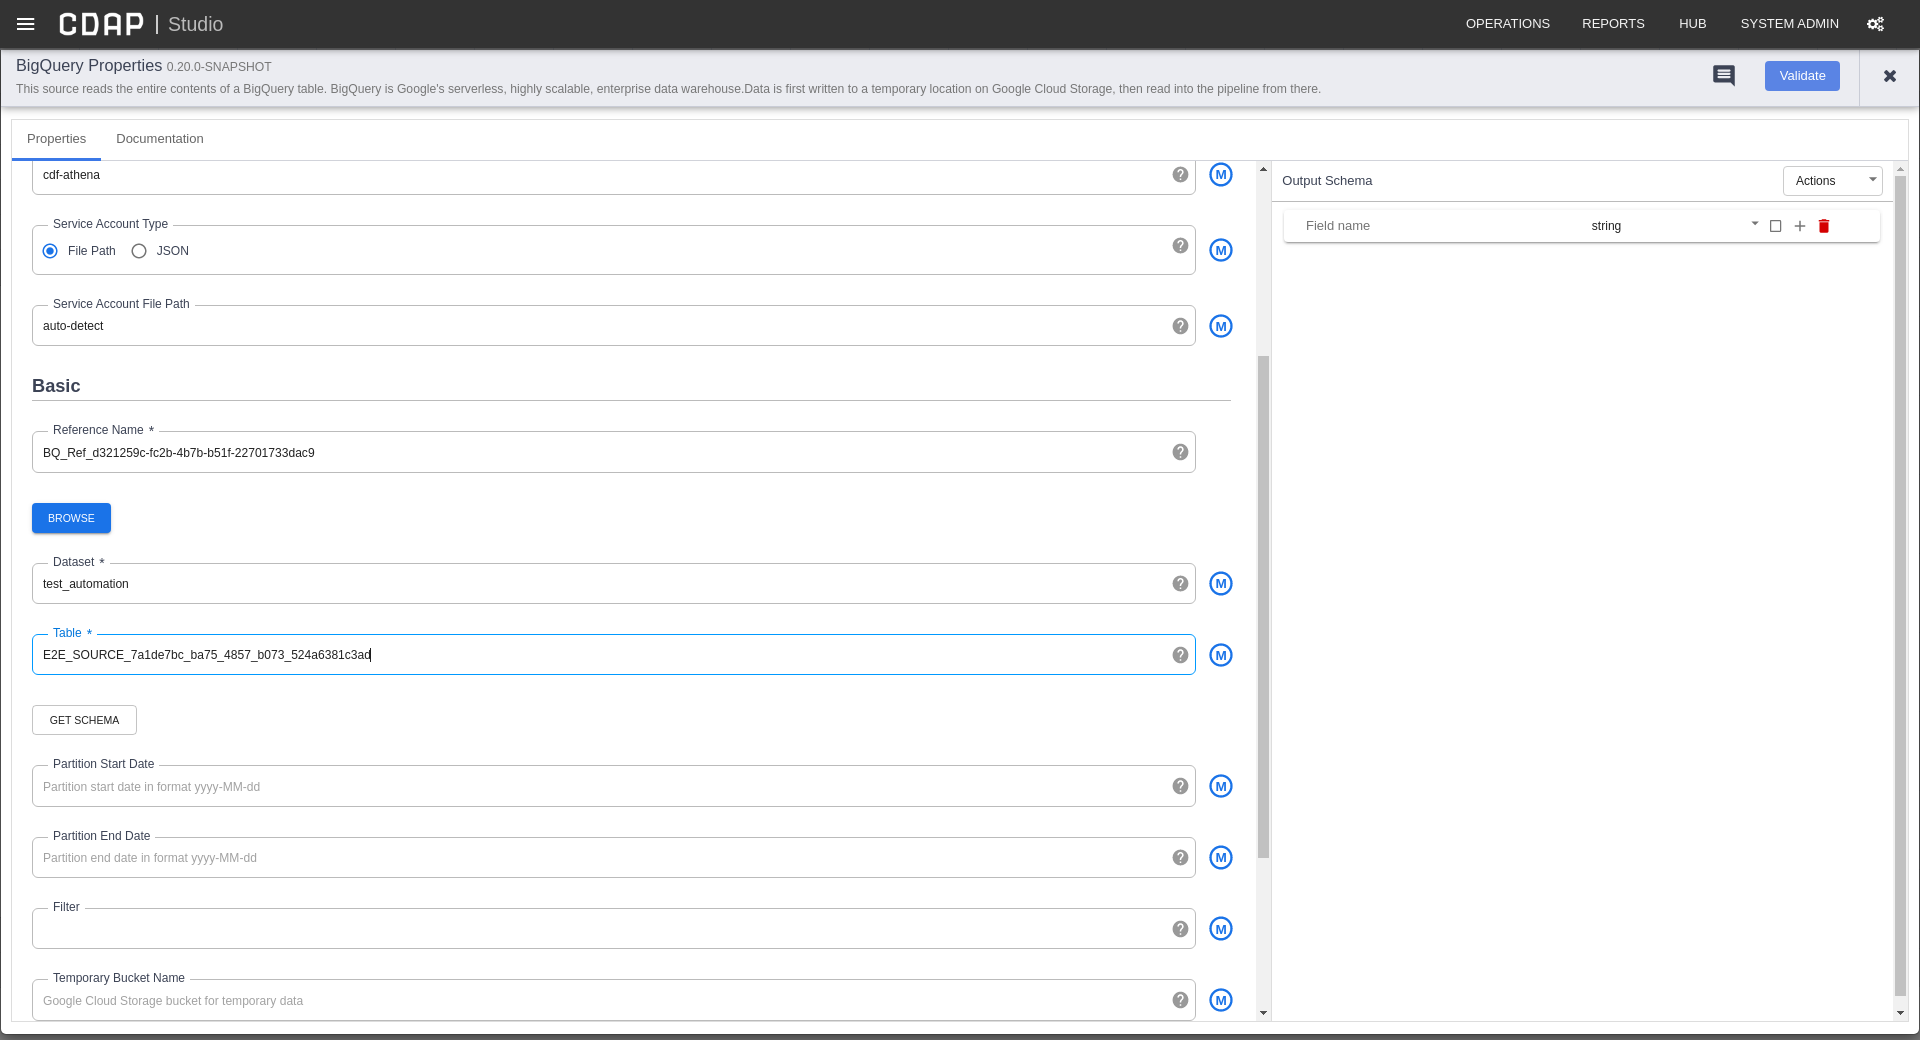 CDAP | Studio
OPERATIONS REPORTS HUB SYSTEM ADMIN
BigQuery Properties 0.20.0-SNAPSHOT
This source reads the entire contents of a BigQuery table. BigQuery is Google's serverless, highly scalable, enterprise data warehouse.Data is first written to a temporary location on Google Cloud Storage, then read into the pipeline from there.
Validate
Properties Documentation
cdf-athena
? M
Service Account Type
File Path JSON
? M
Service Account File Path
auto-detect
? M
Basic
Reference Name *
BQ_Ref_d321259c-fc2b-4b7b-b51f-22701733dac9
?
BROWSE
Dataset *
test_automation
? M
Table *
E2E_SOURCE_7a1de7bc_ba75_4857_b073_524a6381c3ad
? M
GET SCHEMA
Partition Start Date
Partition start date in format yyyy-MM-dd
? M
Partition End Date
Partition end date in format yyyy-MM-dd
? M
Filter
? M
Temporary Bucket Name
Google Cloud Storage bucket for temporary data
? M
Output Schema
Actions
Field name string